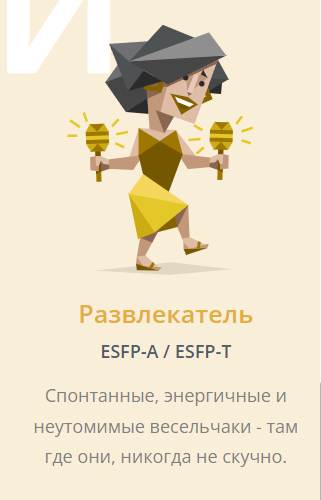 И
Развлекатель
ESFP-A / ESFP-T
Спонтанные, энергичные и
неутомимые весельчаки - там
где они, никогда не скучно.